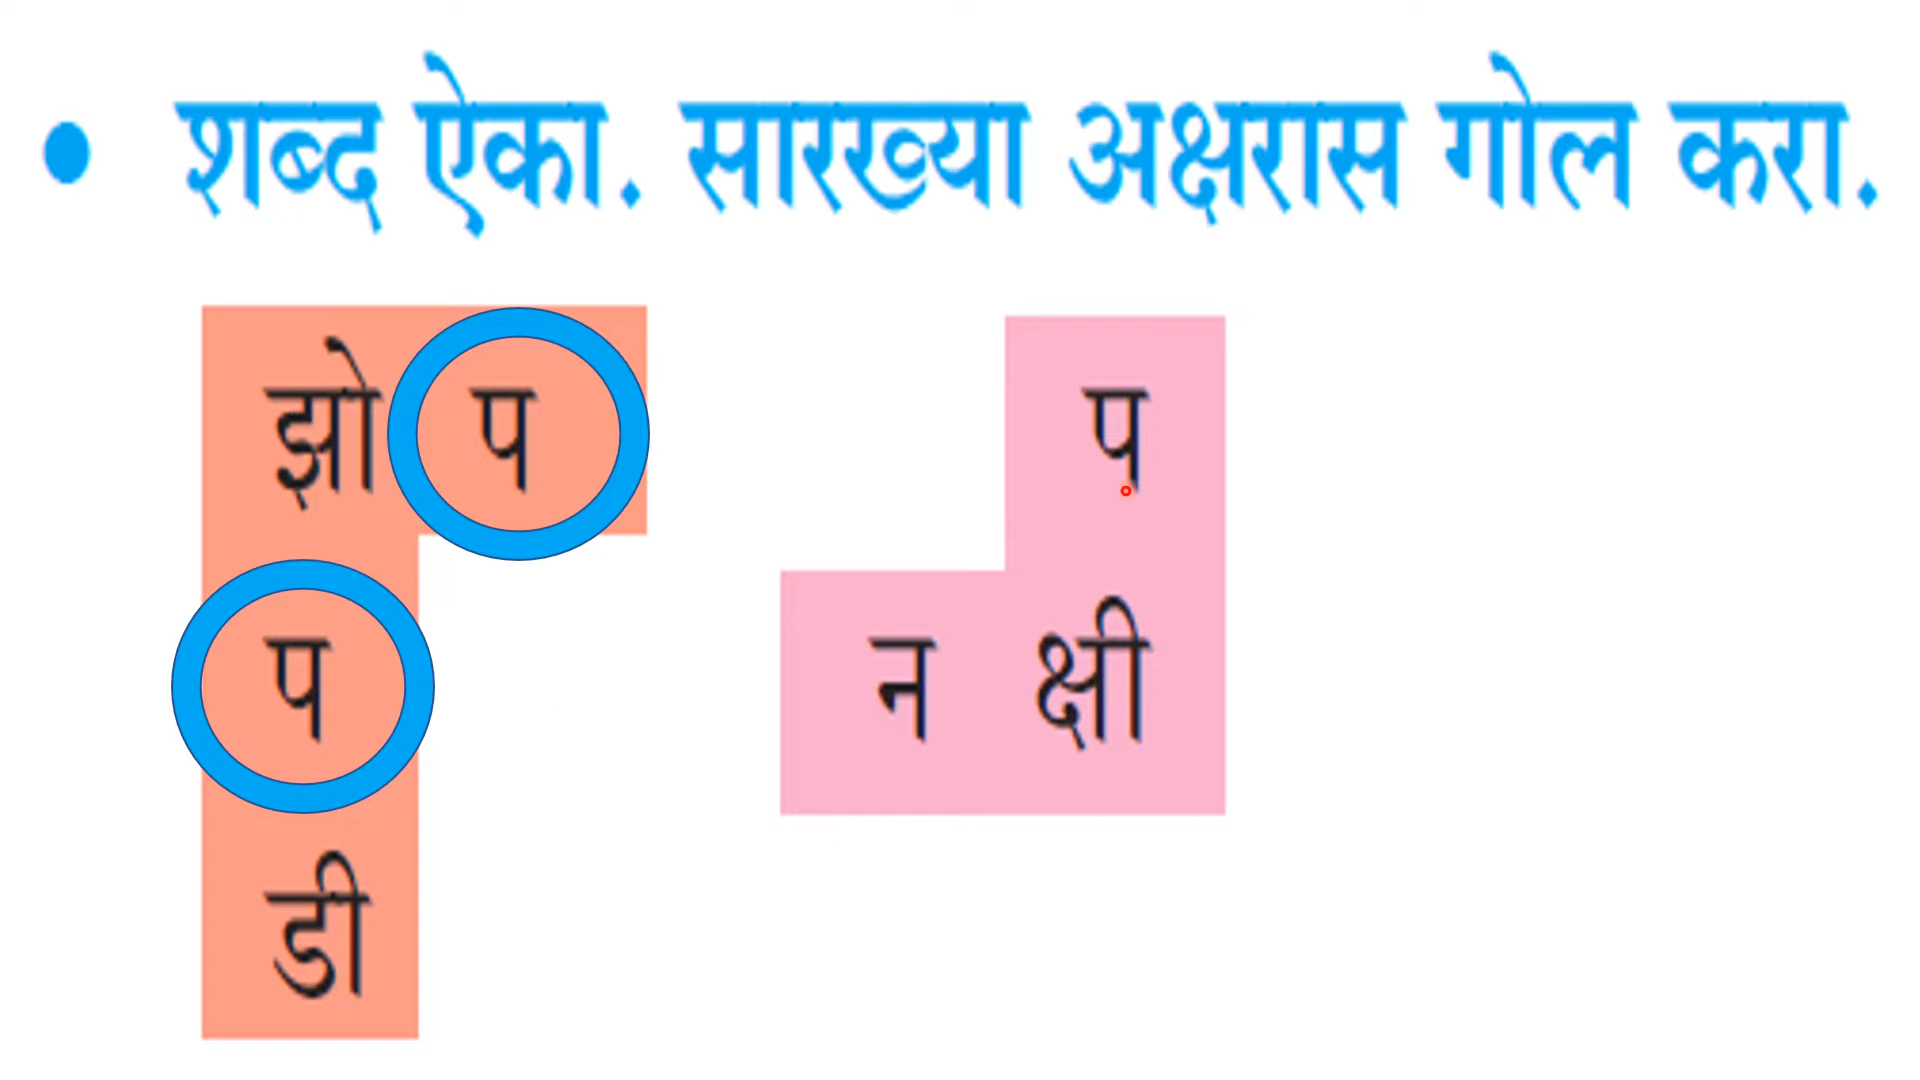 • शब्द ऐका. सारख्या अक्षरास गोल करा.
झो प
प
डी
प
न क्षी